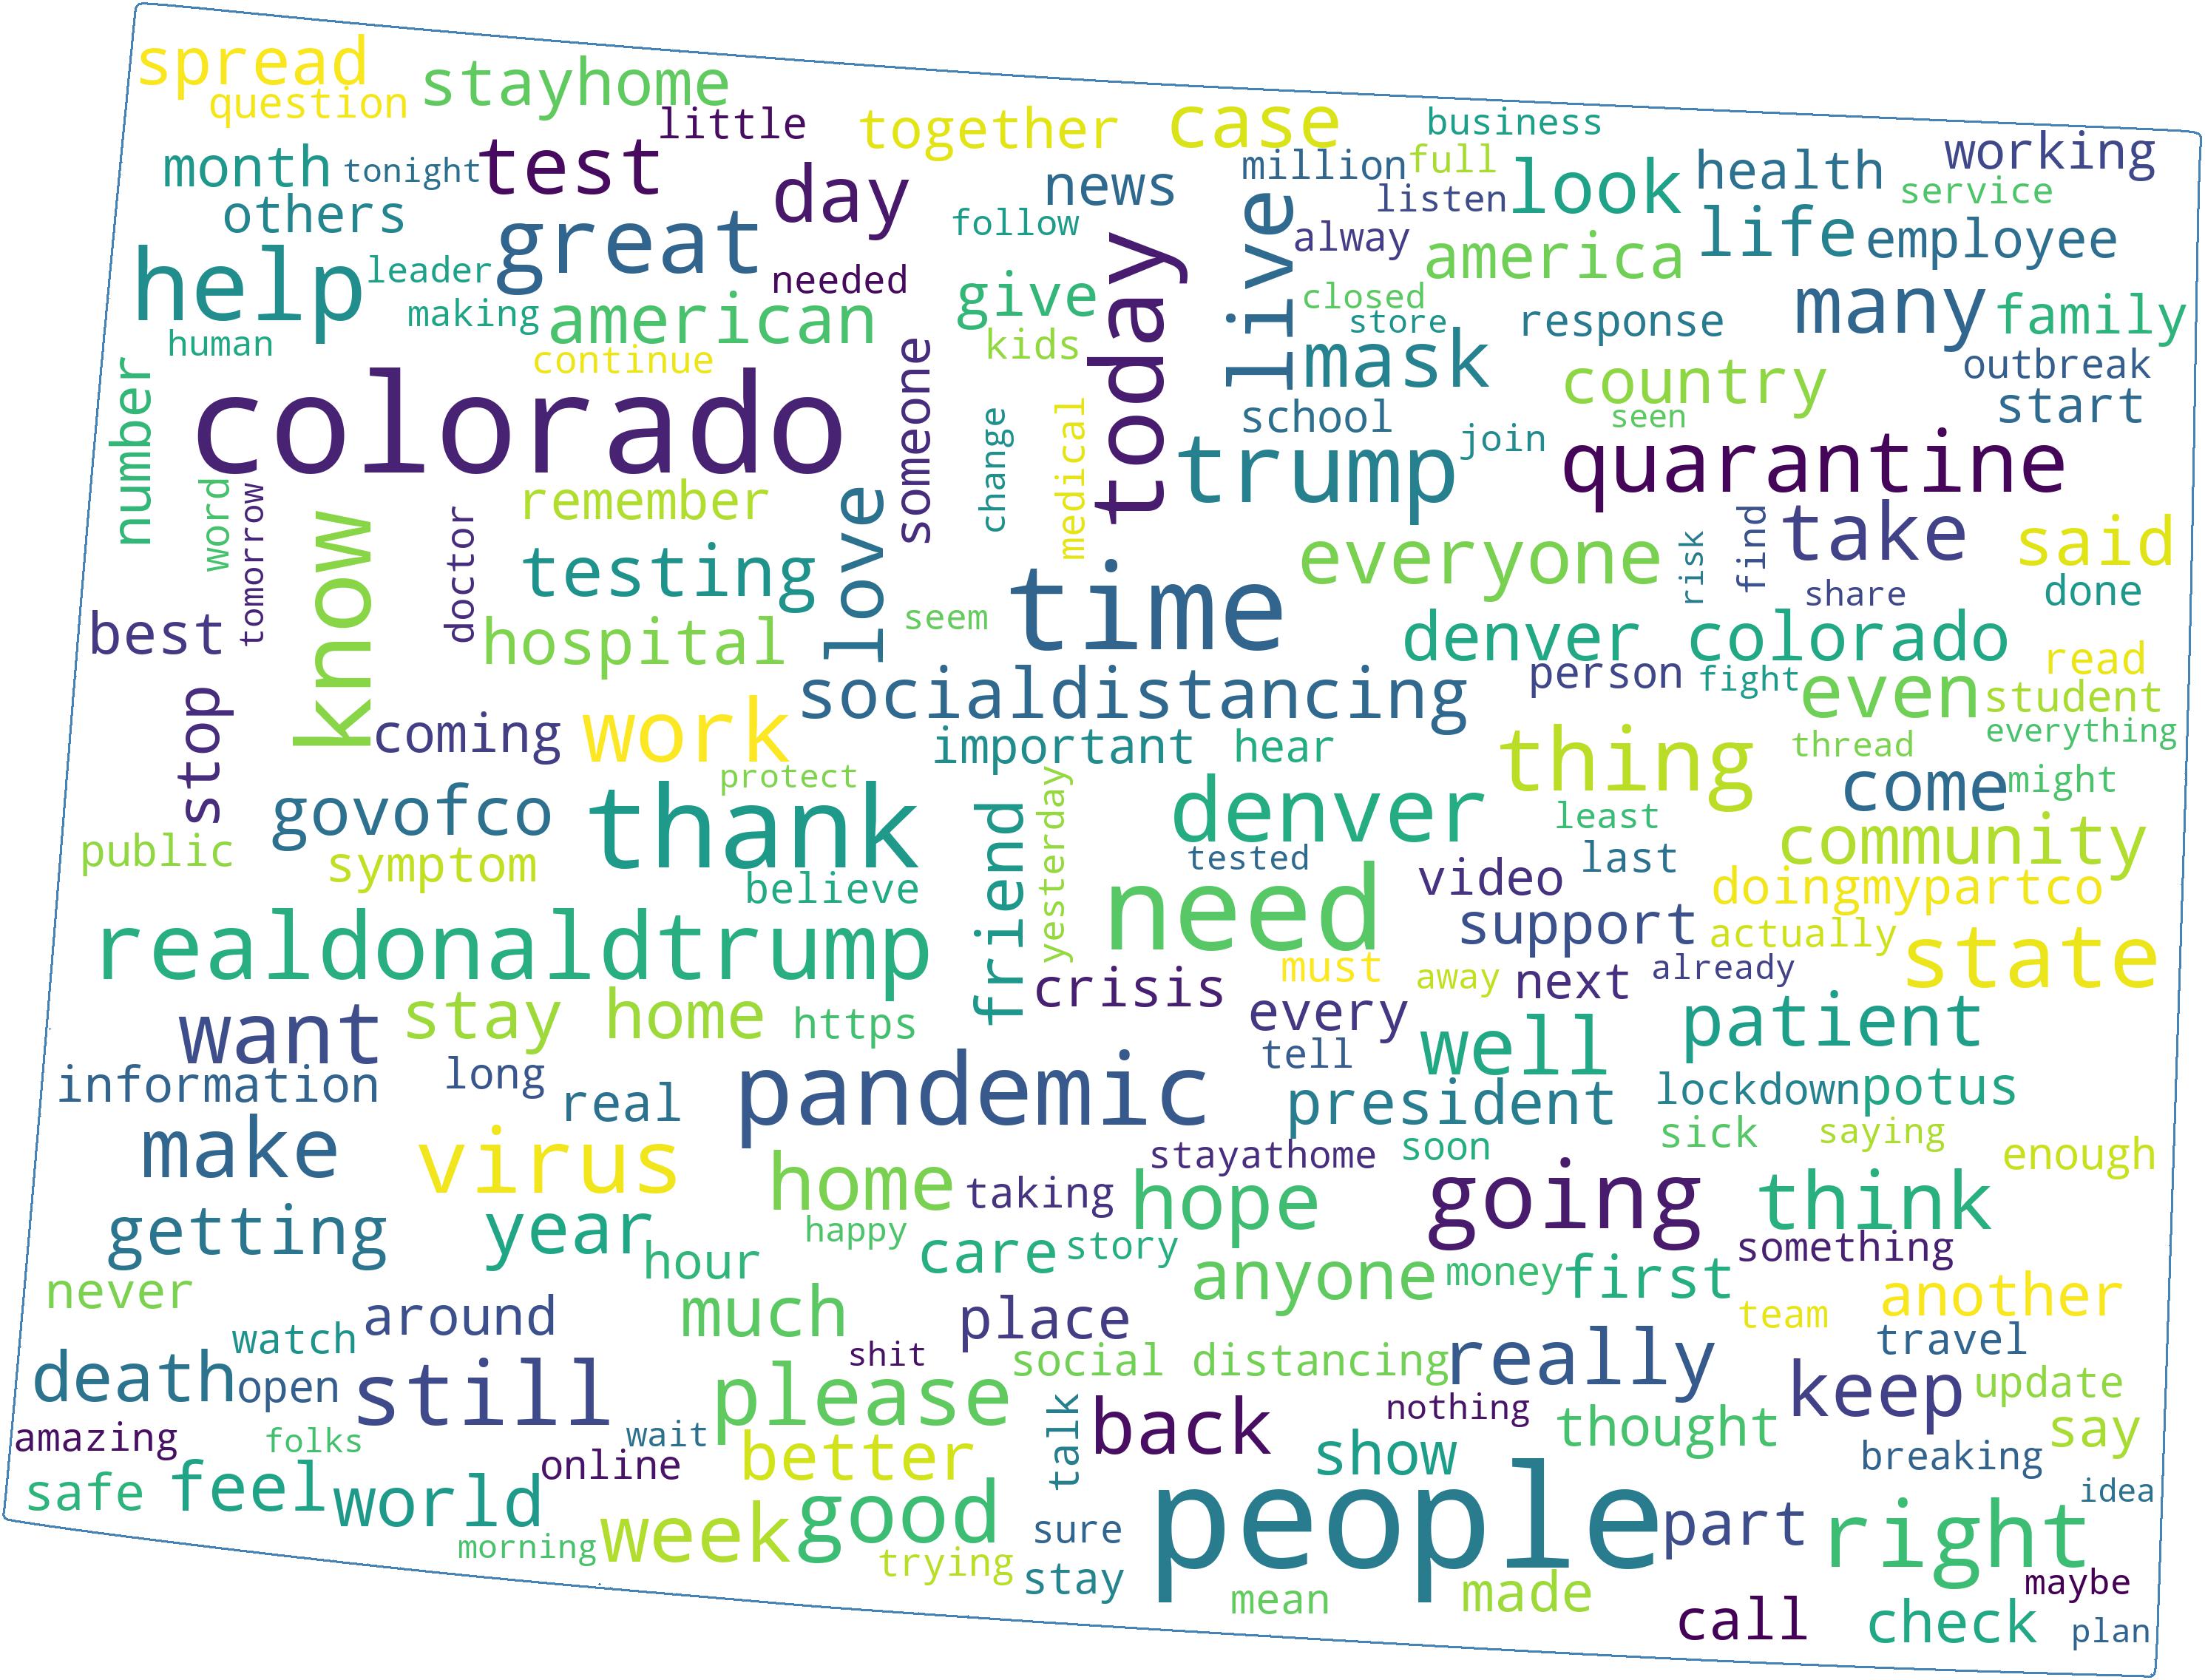 spread
question
stayhome
little
together
case
business
month
tonight
test
day
news
million
full
look
health
working
others
great
follow
listen
service
help
leader
needed
today
live
alway
america
life
employee
making
american
give
closed
many
family
human
kids
store
response
continue
mask
outbreak
number
colorado
someone
change
medical
school
country
seen
start
trump
join
quarantine
word
tomorrow
know
doctor
remember
love
testing
time
everyone
risk
find
take
said
share
done
best
hospital
seem
denver colorado
person
fight
read
even
student
stop
coming
work
socialdistancing
important
hear
thing
thread
everything
protect
come
might
govofco
thank
friend
yesterday
denver
least
community
public
symptom
believe
tested
video
last
doingmypartco
need
support
actually
state
realdonaldtrump
crisis
must
away
next
already
want
stay home
https
every
well
patient
information
long
real
pandemic
tell
president
lockdown
potus
make
virus
stayathome
soon
sick
saying
enough
home
taking
hope
going
think
getting
year
happy
hour
care
story
something
never
anyone
money
first
another
around
much
place
team
watch
travel
death
open
still
shit
please
social distancing
really
keep
update
amazing
folks
wait
talk
back
nothing
thought
say
online
better
show
breaking
safe
feel
world
idea
morning
week
good
trying
sure
people
part
right
stay
mean
made
maybe
call
check
plan